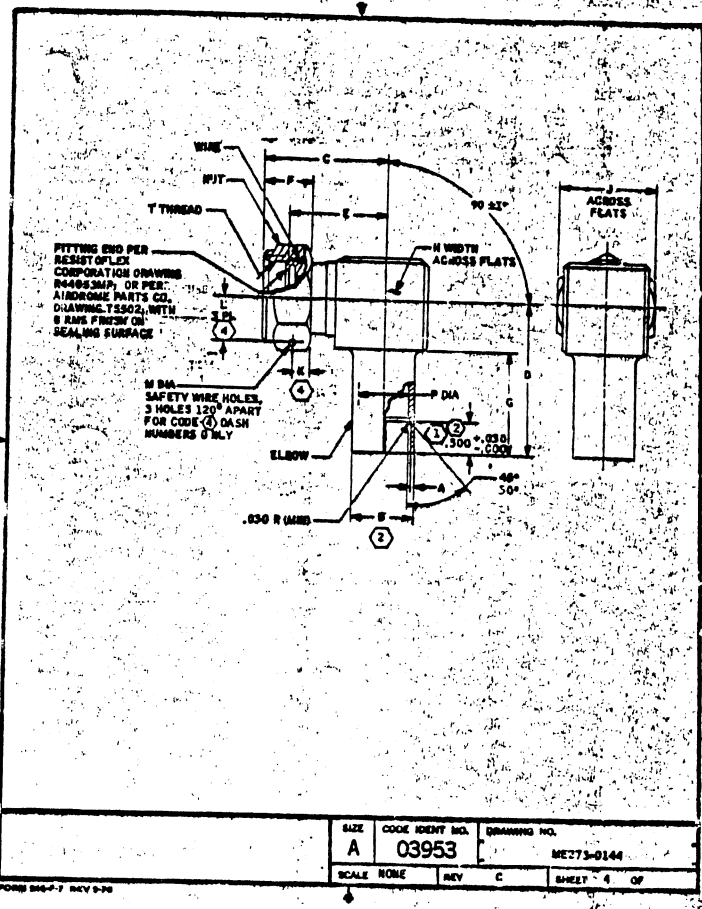 WIRE
NUT
T THREAD
C
F
E
90 ±1°
J
ACROSS
FLATS
H WIDTH
ACROSS FLATS
FITTING END PER
RESISTOFLEX
CORPORATION DRAWING
OR PER
AIRDROME PARTS CO.
DRAWING WITH
8 RMS FINISH ON
SEALING SURFACE
L
3 PL
4
K
4
M DIA
SAFETY WIRE HOLES,
3 HOLES 120° APART
FOR CODE 4 DASH
NUMBERS ONLY
P DIA
D
G
1 2
.500 +.030
ELBOW
A
50°
.030 R (MIN)
B
2
SIZE
A
CODE IDENT NO.
03953
DRAWING NO.
ME273-0144
SCALE NONE
REV C
SHEET 4 OF